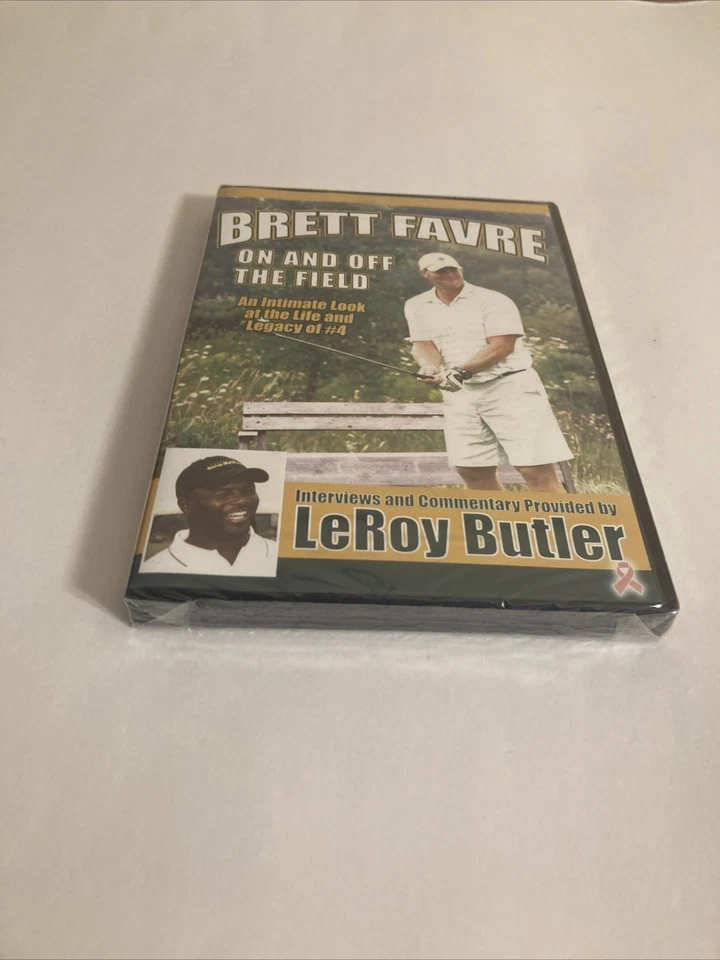 BRETT FAVRE
ON AND OFF
THE FIELD
An Intimate Look
at the Life and
Legacy of #4
Interviews and Commentary Provided by
LeRoy Butler